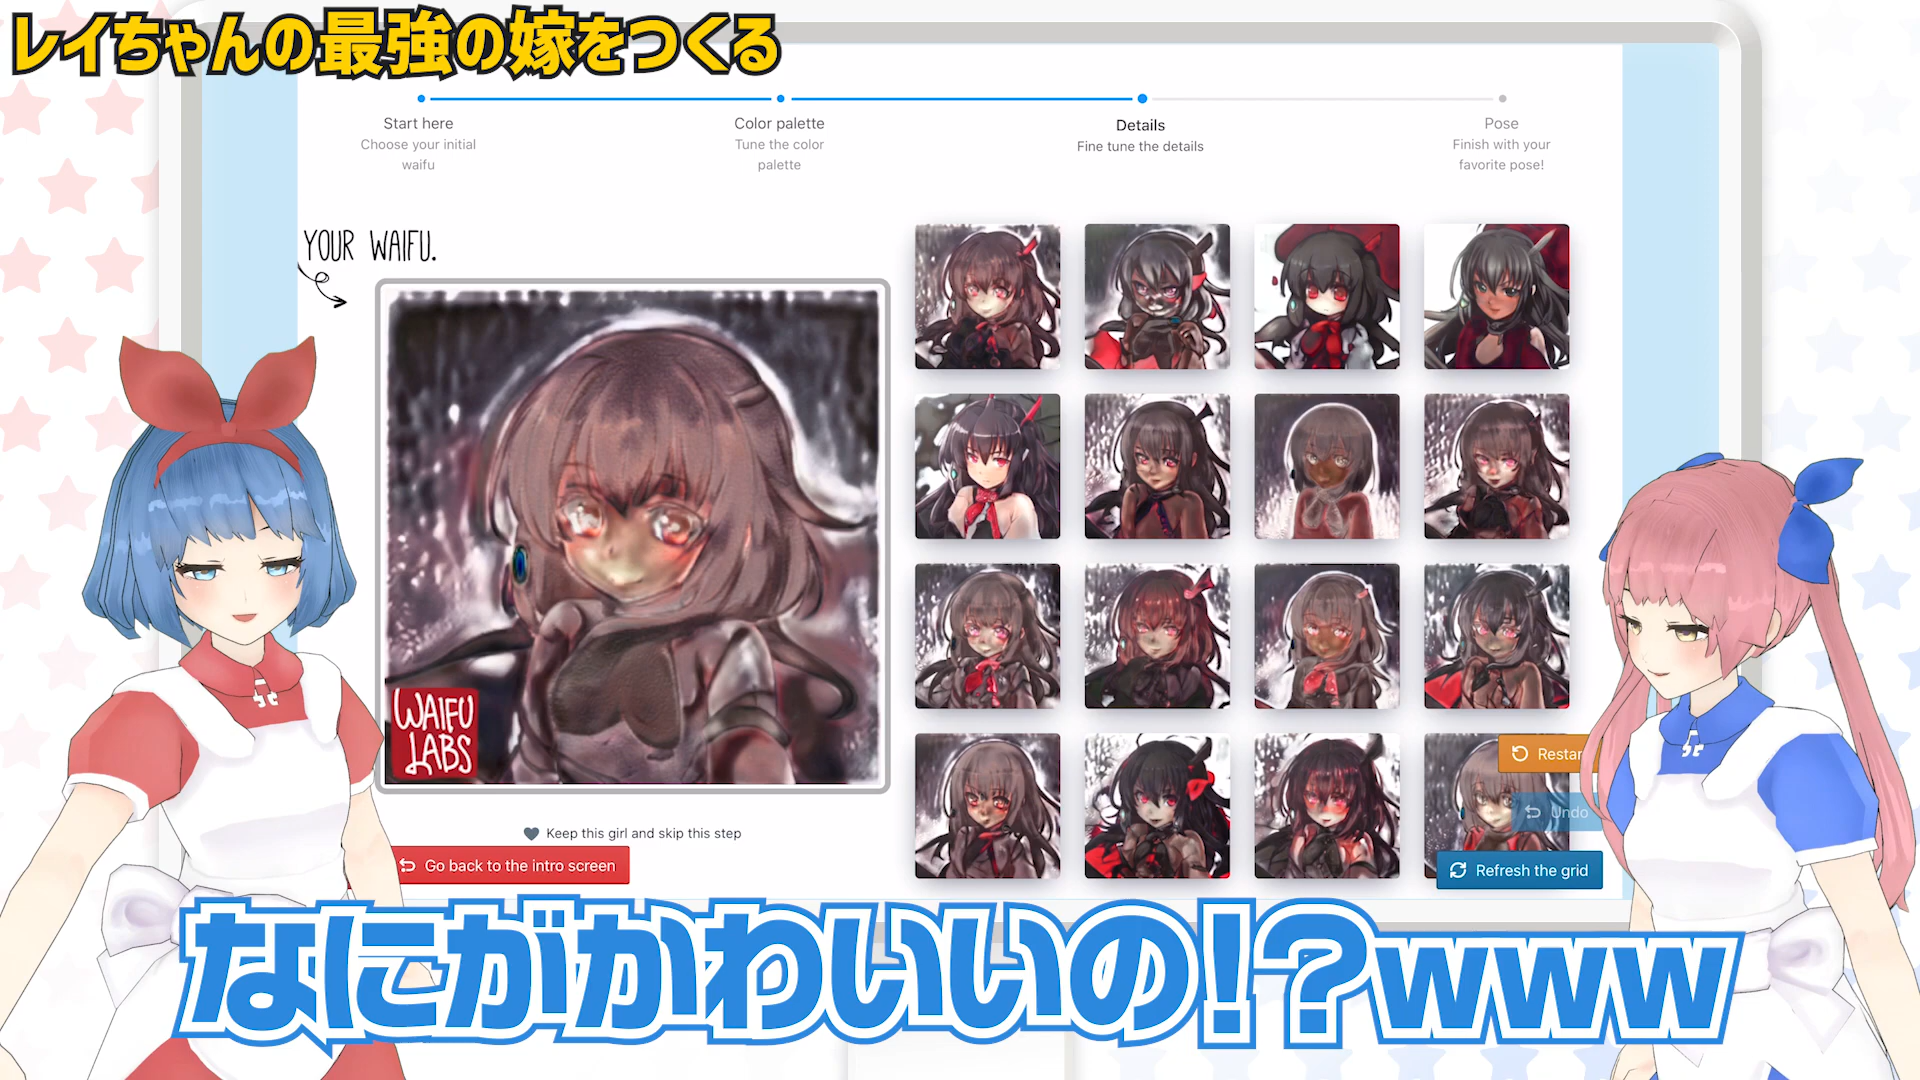 レイちゃんの最強の嫁をつくる
Start here
Choose your initial
waifu
Color palette
Tune the color
palette
Details
Fine tune the details
Pose
Finish with your
favorite pose!
YOUR WAIFU.
WAIFU
LABS
Keep this girl and skip this step
Go back to the intro screen
Restar
Undo
Refresh the grid
なにがかわいいの!?www